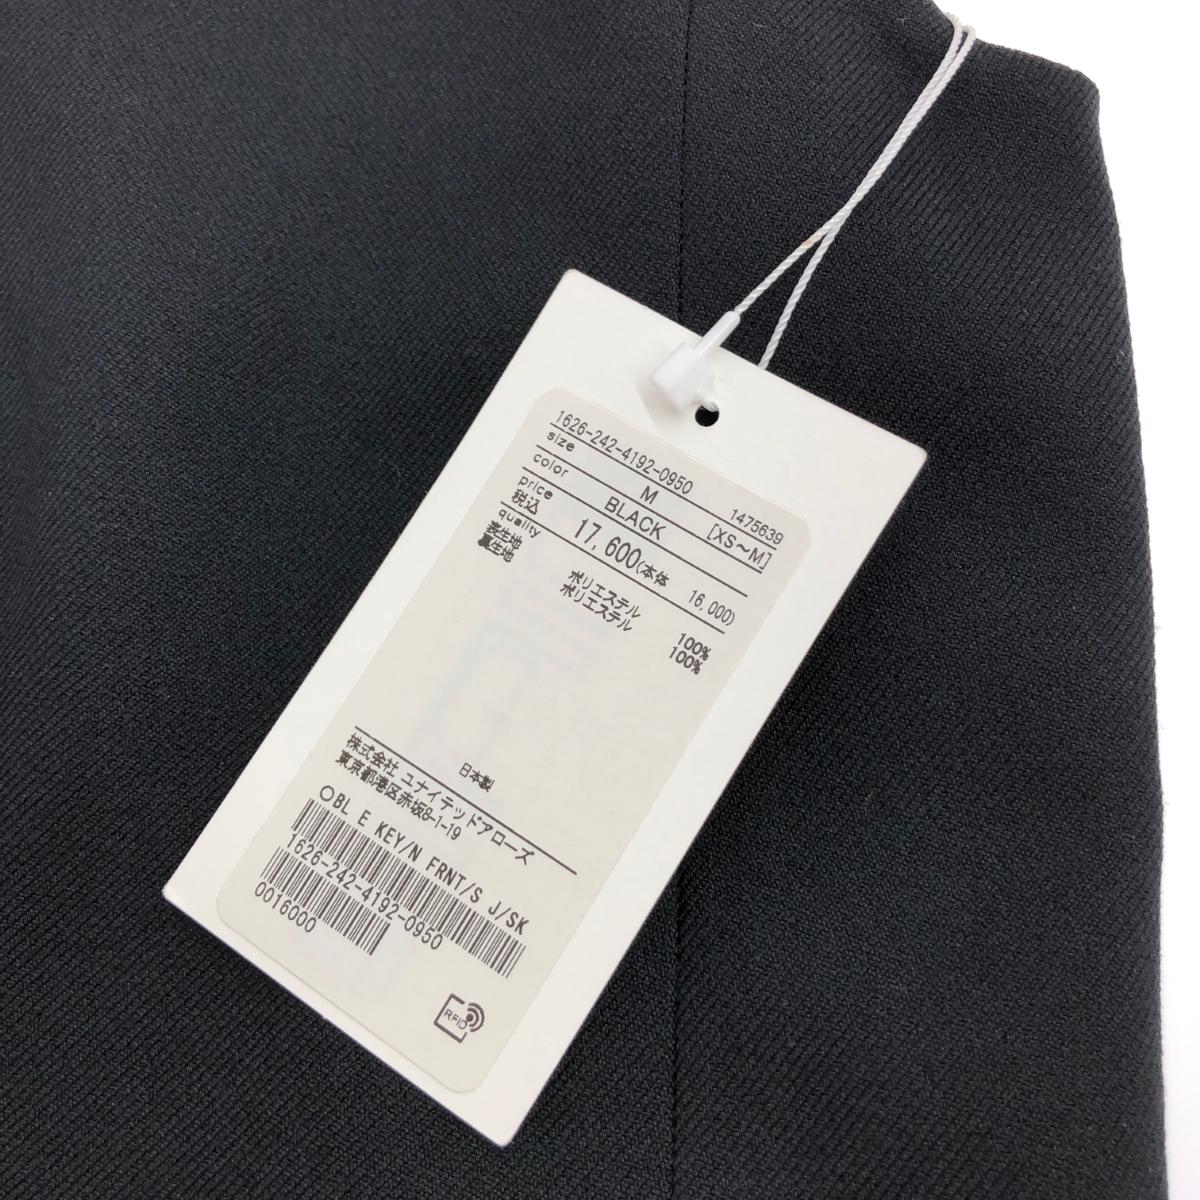 1626-242-4192-0950
size M 1475639
color BLACK [XS～M]
price 税込 17,600(本体 16,000)
quality
表生地 ポリエステル 100%
裏生地 ポリエステル 100%
日本製
株式会社 ユナイテッドアローズ
東京都港区赤坂8-1-19
○BL E KEY/N FRNT/S J/SK
1626-242-4192-0950
0016000
RFID